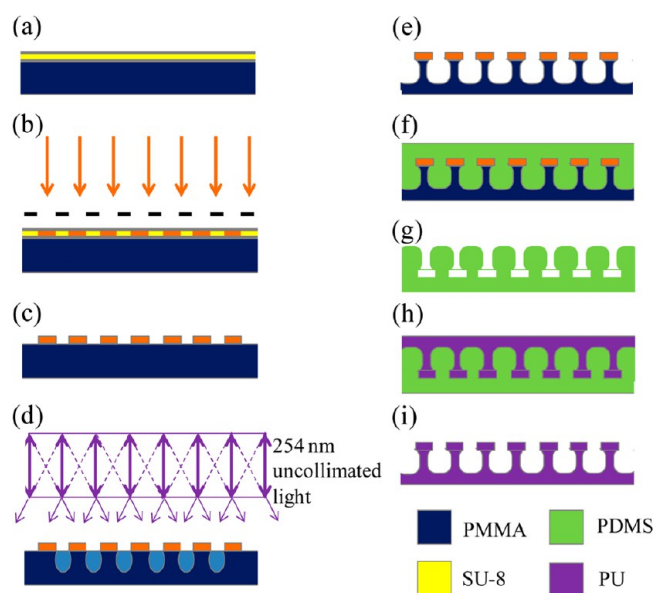 (a)
(b)
(c)
(d)
254 nm
uncollimated
light
(e)
(f)
(g)
(h)
(i)
PMMA
PDMS
SU-8
PU